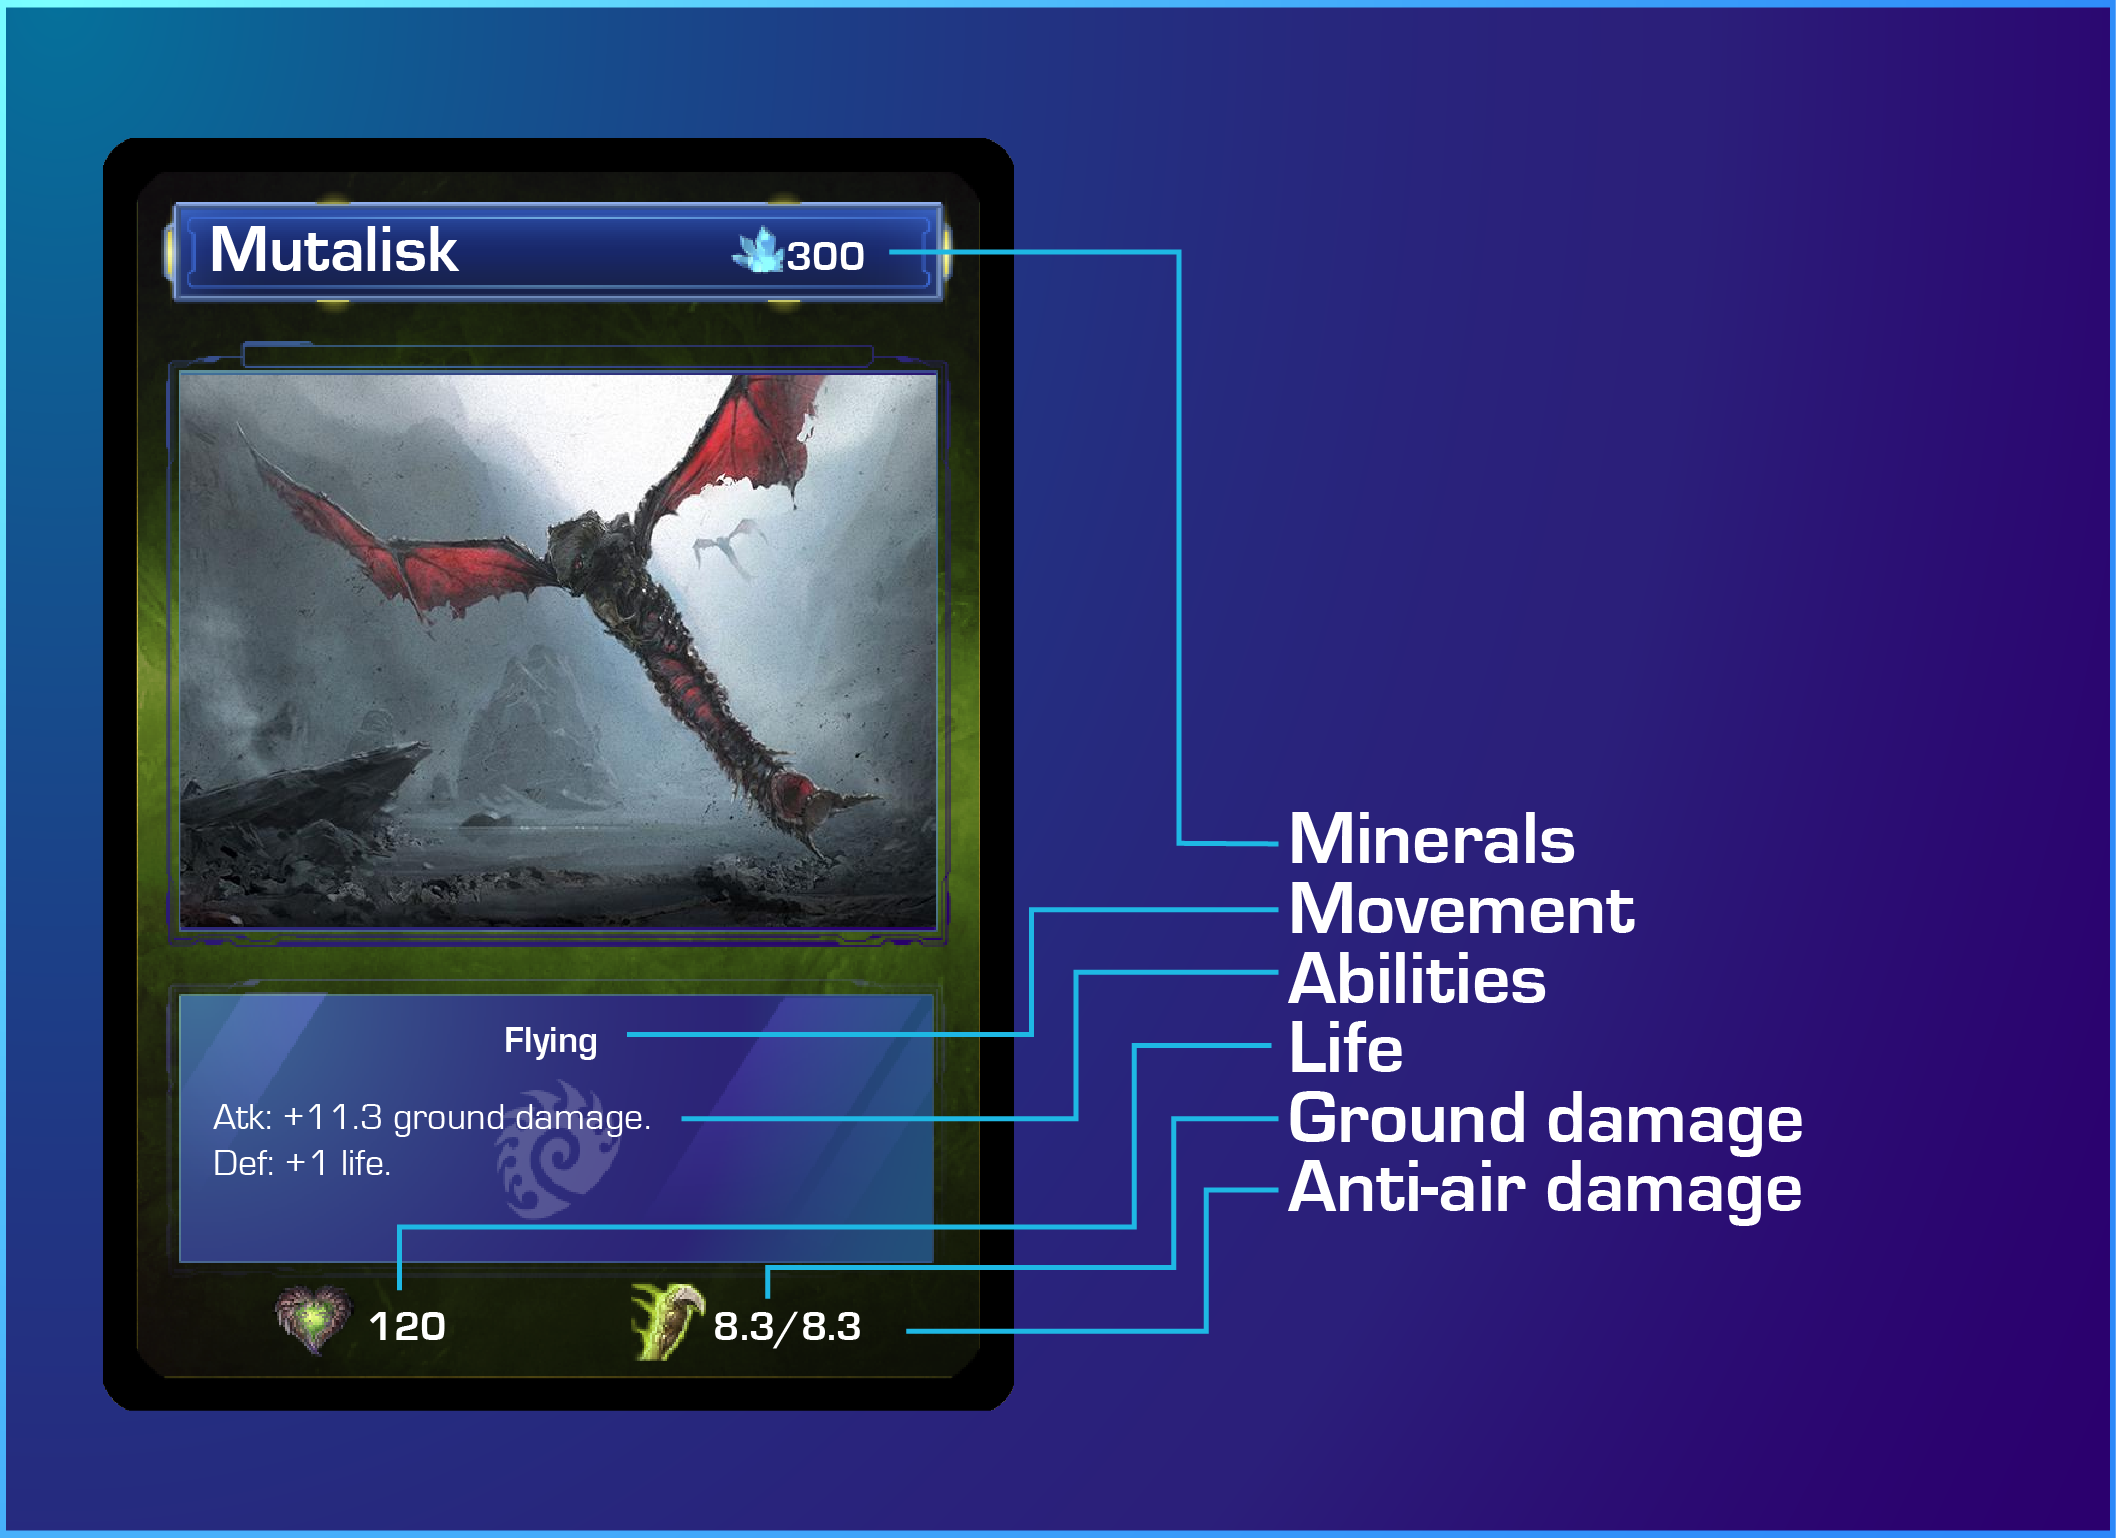 Mutalisk 300
Flying
Atk: +11.3 ground damage.
Def: +1 life.
120 8.3/8.3
Minerals
Movement
Abilities
Life
Ground damage
Anti-air damage